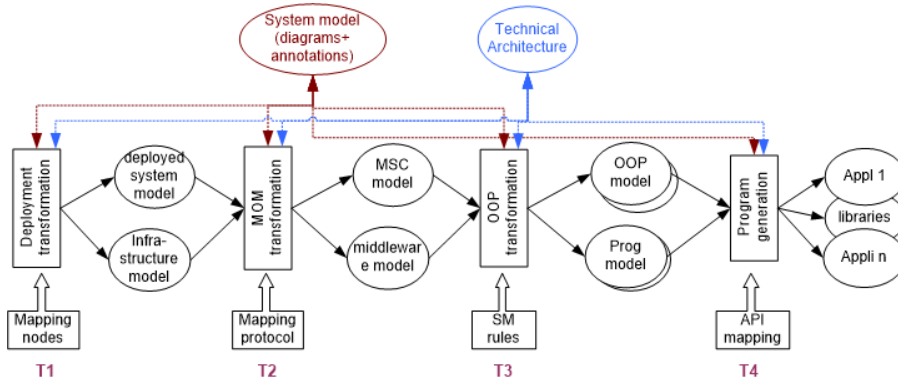 System model
(diagrams+
annotations)
Technical
Architecture
Deployment
transformation
deployed
system
model
Infra-
structure
model
MOM
transformation
MSC
model
middlewar
e model
OOP
transformation
OOP
model
Prog
model
Program
generation
Appl 1
libraries
Appli n
Mapping
nodes
Mapping
protocol
SM
rules
API
mapping
T1
T2
T3
T4